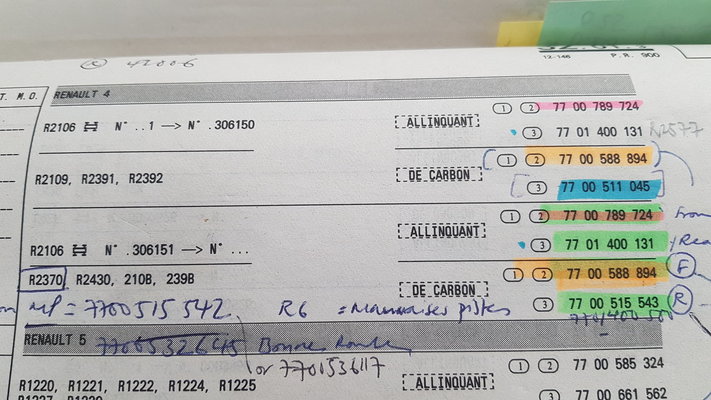 42006
12-146 P.R. 900
T. M.O. RENAULT 4
① ② 77 00 789 724
R2106 N° ..1 —> N° .306150 ALLINQUANT
③ 77 01 400 131 R2577
① ② 77 00 588 894
R2109, R2391, R2392 DE CARBON
③ 77 00 511 045
① ② 77 00 789 724 From
ALLINQUANT
R2106 N° .306151 —> N° ... ③ 77 01 400 131 Rea
① ② 77 00 588 894 F
R2370, R2430, 210B, 239B DE CARBON
③ 77 00 515 543 R
MP = 7700515542 R6 = Mauvaises pistes
RENAULT 5 7700532645 Bonnes Routes
or 7701536117
① ② 77 00 585 324
R1220, R1221, R1222, R1224, R1225 ALLINQUANT
③ 77 00 661 562